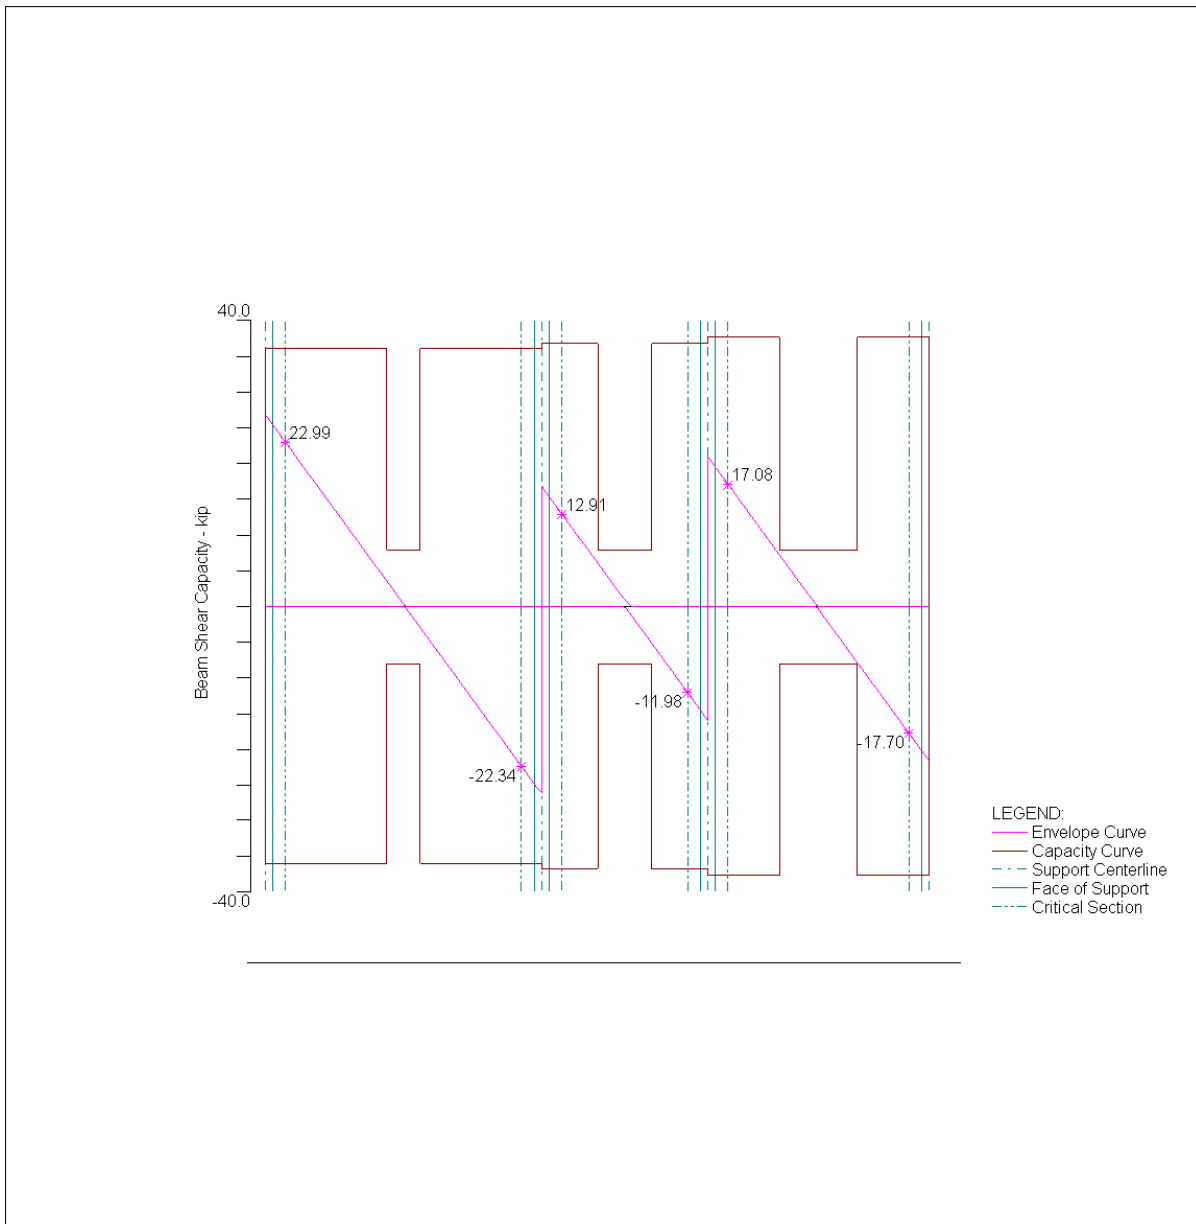 40.0
22.99
17.08
12.91
Beam Shear Capacity - kip
-11.98
-17.70
-22.34
-40.0
LEGEND:
Envelope Curve
Capacity Curve
Support Centerline
Face of Support
Critical Section